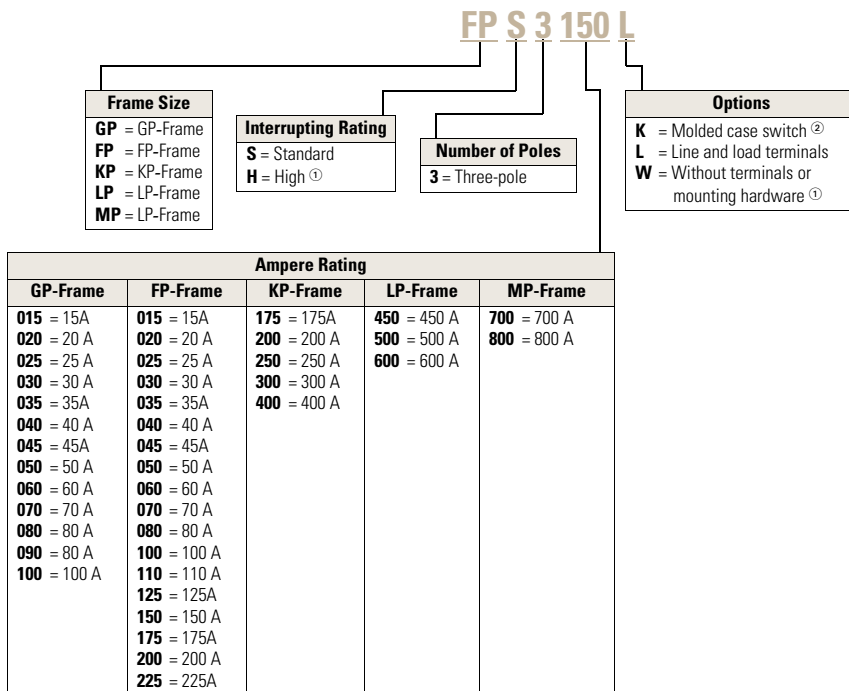 FP S 3 150 L
Frame Size
GP = GP-Frame
FP = FP-Frame
KP = KP-Frame
LP = LP-Frame
MP = LP-Frame
Interrupting Rating
S = Standard
H = High ①
Number of Poles
3 = Three-pole
Options
K = Molded case switch ②
L = Line and load terminals
W = Without terminals or
mounting hardware ①
Ampere Rating
GP-Frame FP-Frame KP-Frame LP-Frame MP-Frame
015 = 15A 015 = 15A 175 = 175A 450 = 450 A 700 = 700 A
020 = 20 A 020 = 20 A 200 = 200 A 500 = 500 A 800 = 800 A
025 = 25 A 025 = 25 A 250 = 250 A 600 = 600 A
030 = 30 A 030 = 30 A 300 = 300 A
035 = 35A 035 = 35A 400 = 400 A
040 = 40 A 040 = 40 A
045 = 45A 045 = 45A
050 = 50 A 050 = 50 A
060 = 60 A 060 = 60 A
070 = 70 A 070 = 70 A
080 = 80 A 080 = 80 A
090 = 80 A 100 = 100 A
100 = 100 A 110 = 110 A
125 = 125A
150 = 150 A
175 = 175A
200 = 200 A
225 = 225A